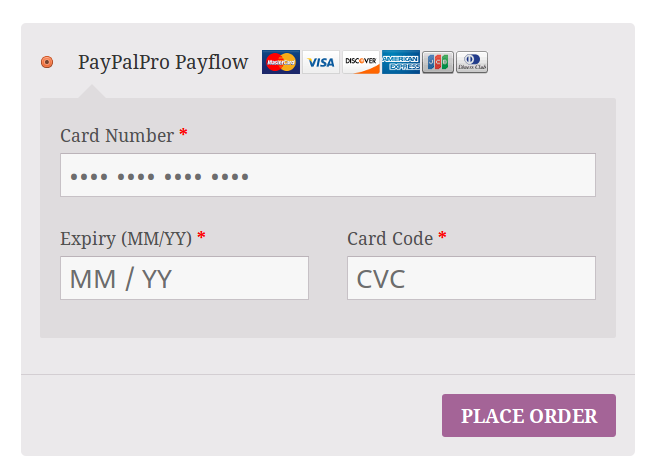 PayPalPro Payflow MasterCard VISA DISCOVER AMERICAN EXPRESS JCB Diners Club
Card Number *
•••• •••• •••• ••••
Expiry (MM/YY) * Card Code *
MM / YY CVC
PLACE ORDER